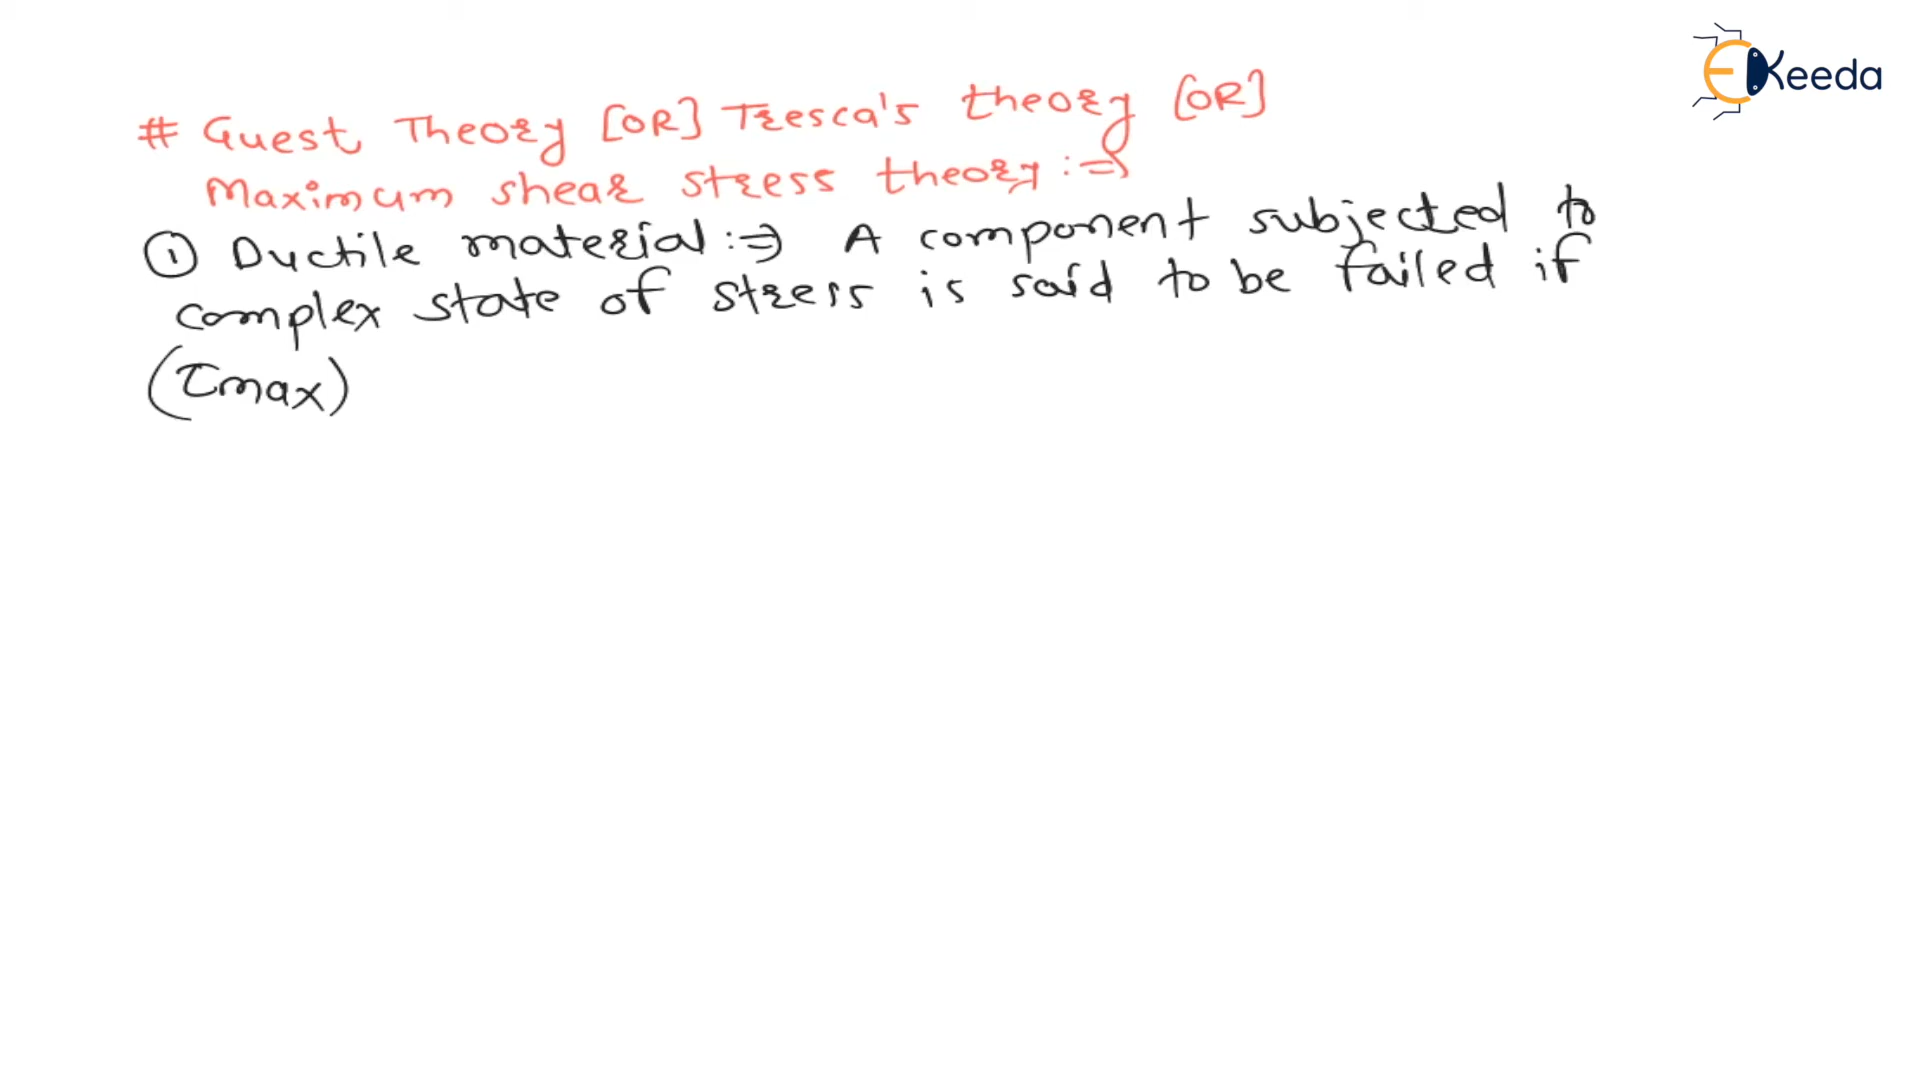 EKeeda
# Guest Theory [OR] Tresca's theory [OR]
Maximum shear stress theory :⇒
① Ductile material :⇒ A component subjected to
complex state of stress is said to be failed if
(τmax)